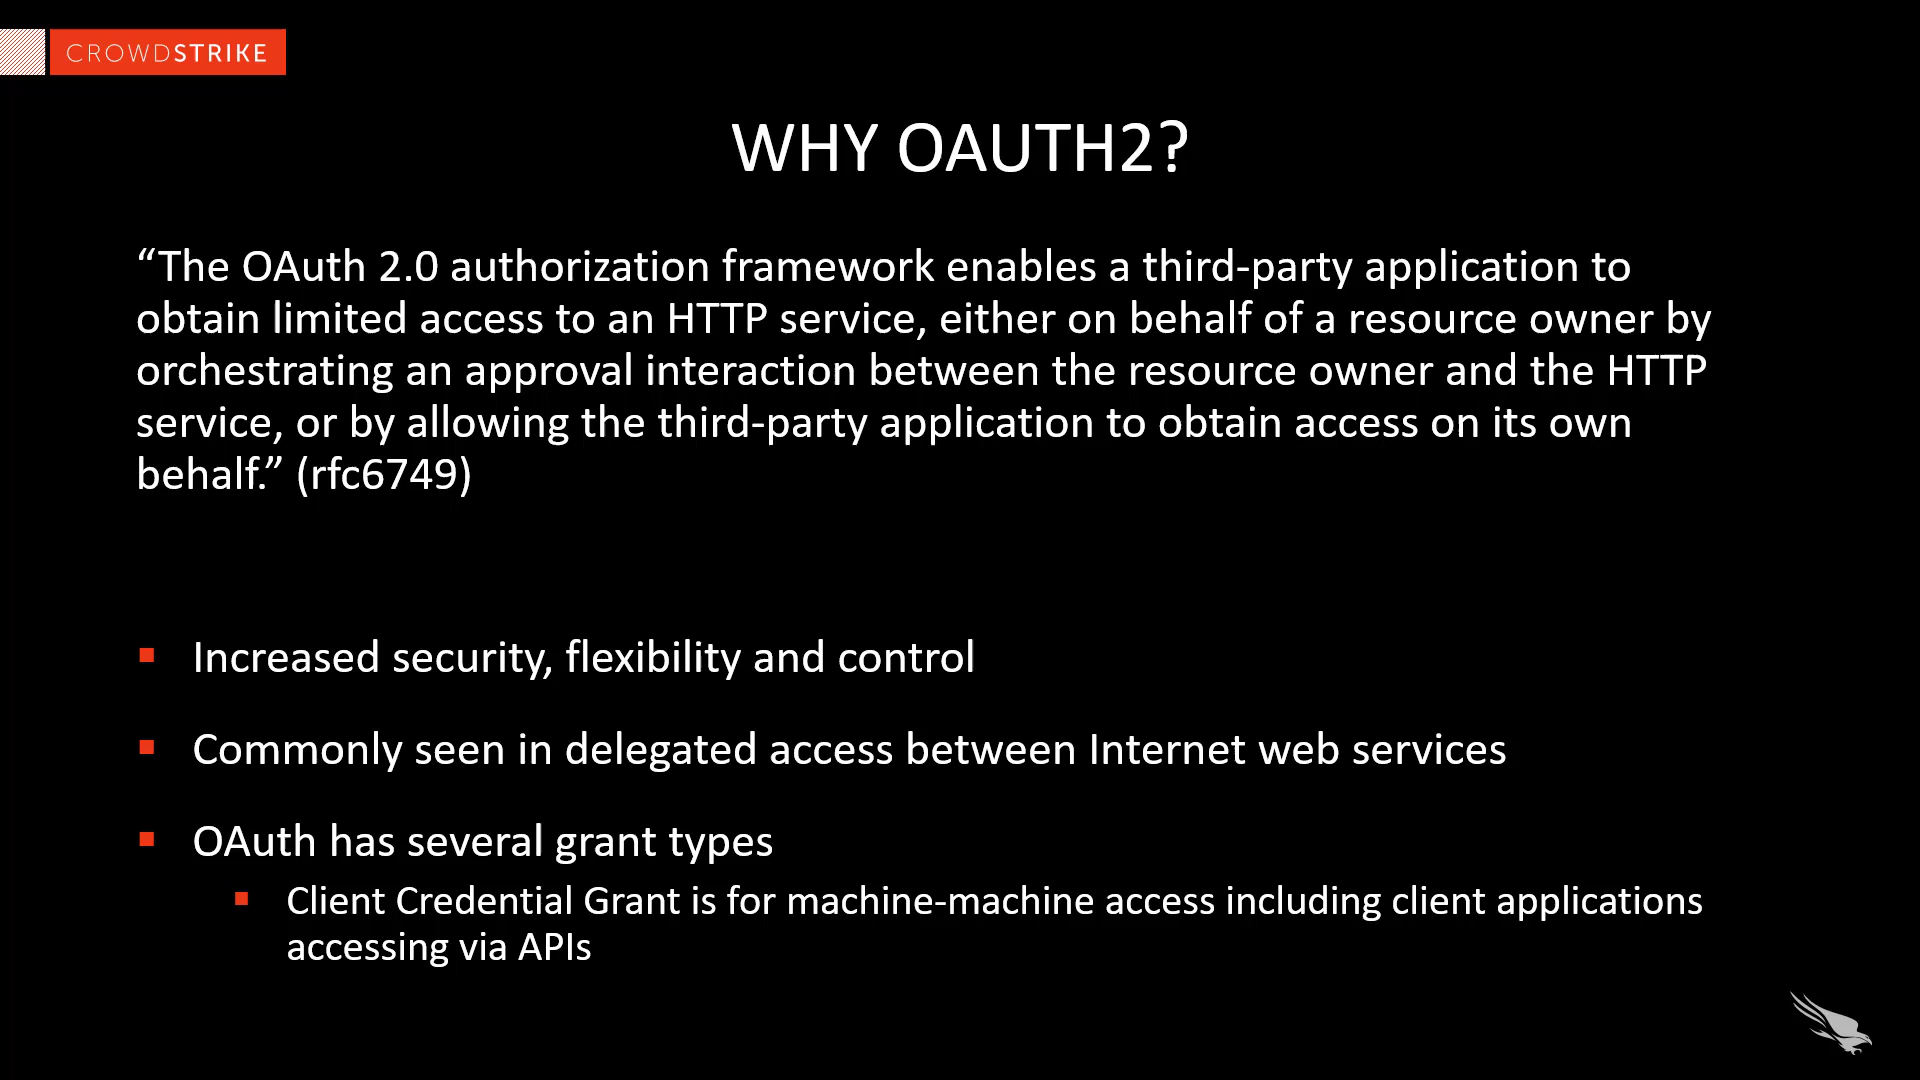 CROWDSTRIKE
WHY OAUTH2?
“The OAuth 2.0 authorization framework enables a third-party application to
obtain limited access to an HTTP service, either on behalf of a resource owner by
orchestrating an approval interaction between the resource owner and the HTTP
service, or by allowing the third-party application to obtain access on its own
behalf.” (rfc6749)
▪ Increased security, flexibility and control
▪ Commonly seen in delegated access between Internet web services
▪ OAuth has several grant types
▪ Client Credential Grant is for machine-machine access including client applications
accessing via APIs